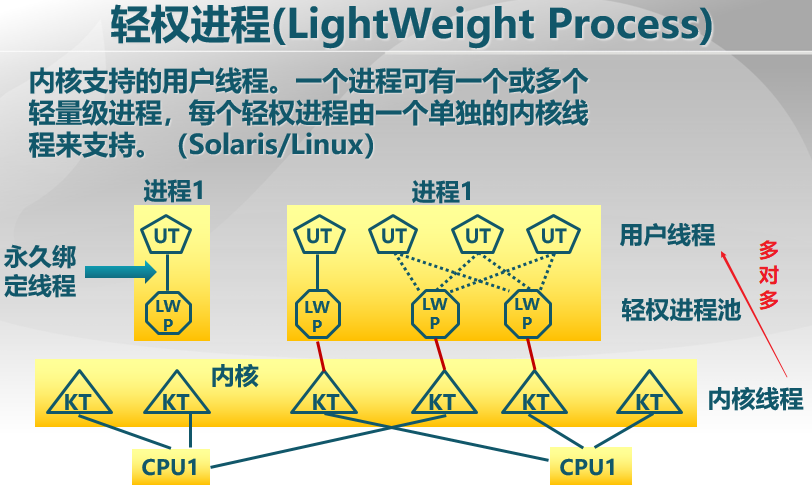 轻权进程(LightWeight Process)
内核支持的用户线程。一个进程可有一个或多个
轻量级进程，每个轻权进程由一个单独的内核线
程来支持。（Solaris/Linux）
进程1
进程1
UT
UT
UT
UT
UT
用户线程
永久绑
定线程
多
对
多
LW
P
LW
P
LW
P
LW
P
轻权进程池
内核
KT
KT
KT
KT
KT
KT
内核线程
CPU1
CPU1